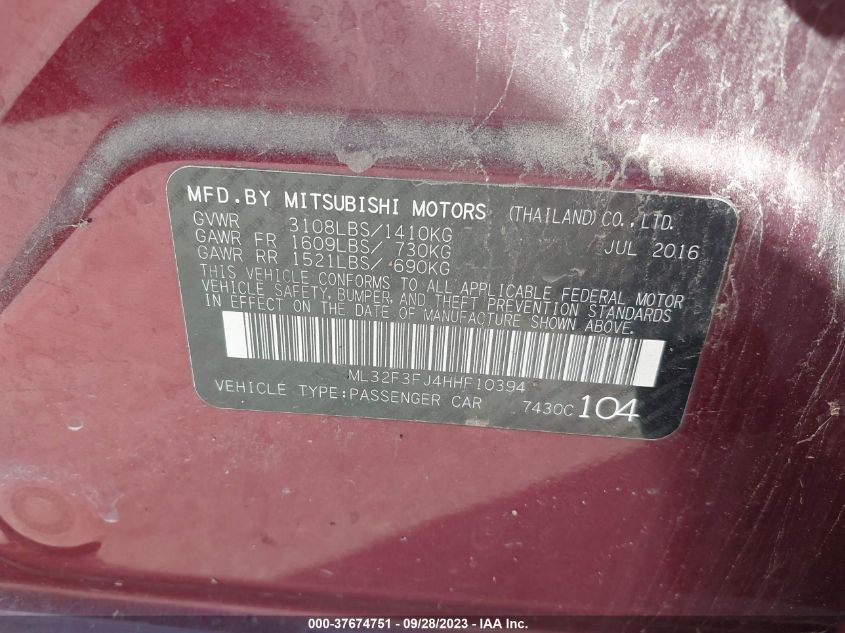 MFD.BY MITSUBISHI MOTORS (THAILAND) CO., LTD.
GVWR 3108LBS/1410KG JUL 2016
GAWR FR 1609LBS/ 730KG
GAWR RR 1521LBS/ 690KG
THIS VEHICLE CONFORMS TO ALL APPLICABLE FEDERAL MOTOR
VEHICLE SAFETY, BUMPER, AND THEFT PREVENTION STANDARDS
IN EFFECT ON THE DATE OF MANUFACTURE SHOWN ABOVE.
ML32F3FJ4HHF10394
VEHICLE TYPE:PASSENGER CAR 7430C 104
000-37674751 — 09/28/2023 — IAA Inc.